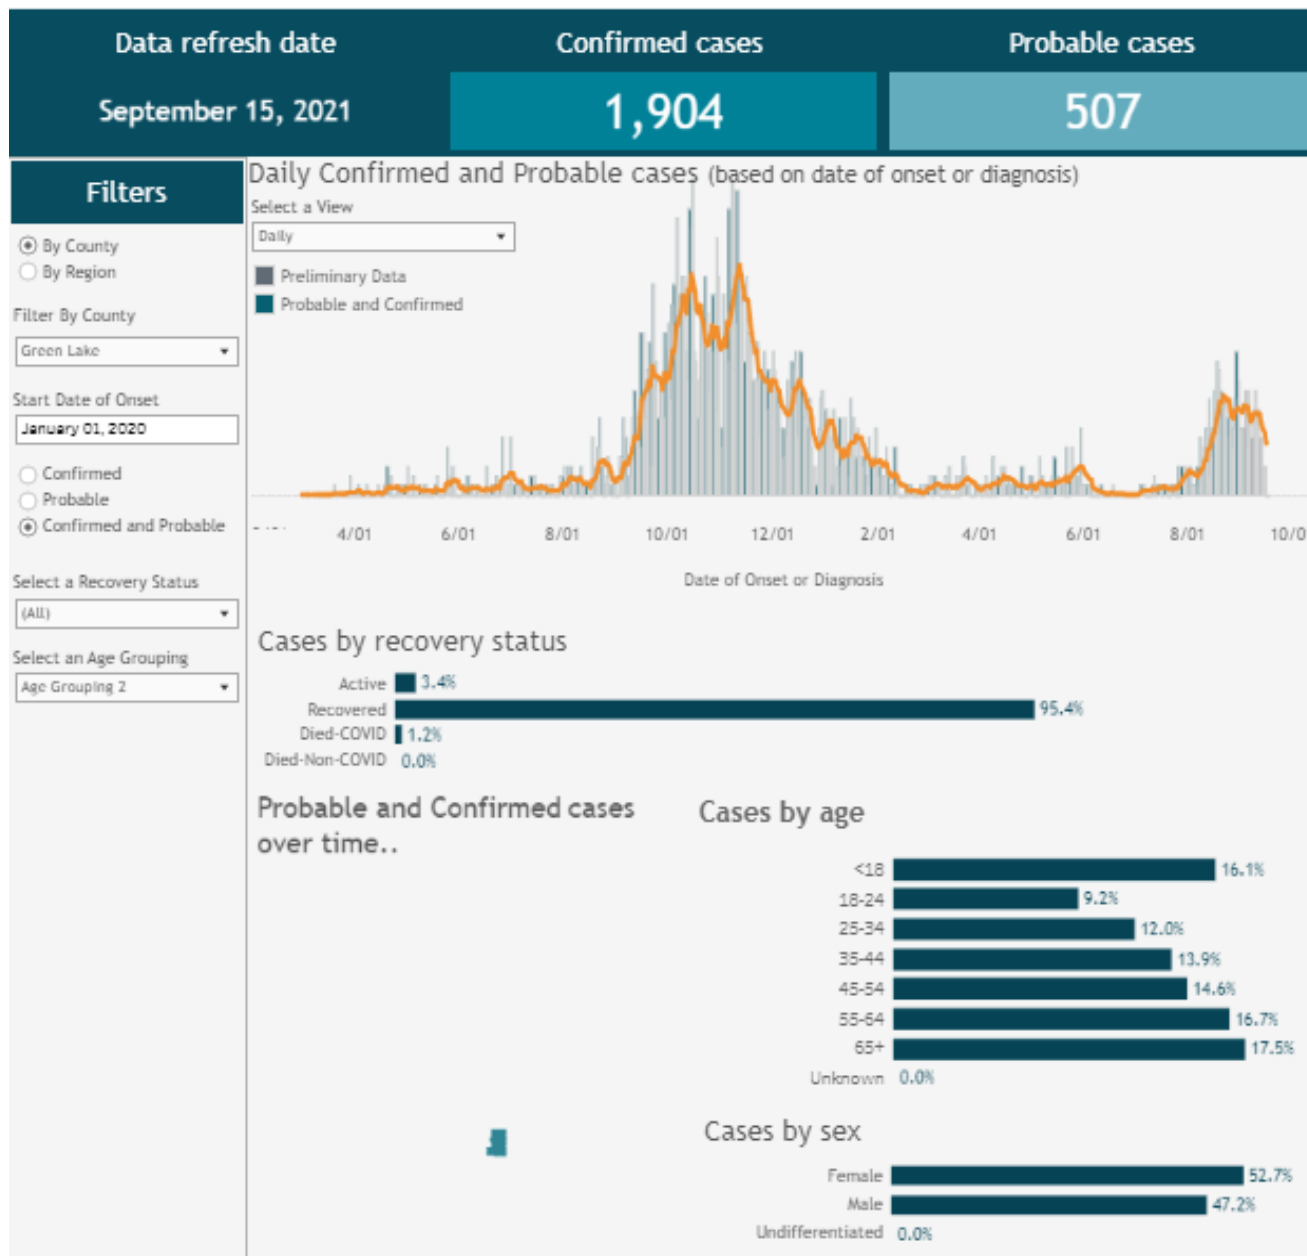 Data refresh date
Confirmed cases
Probable cases
September 15, 2021
1,904
507
Filters
By County
By Region
Filter By County
Green Lake
Start Date of Onset
January 01, 2020
Confirmed
Probable
Confirmed and Probable
Select a Recovery Status
(All)
Select an Age Grouping
Age Grouping 2
Daily Confirmed and Probable cases (based on date of onset or diagnosis)
Select a View
Daily
Preliminary Data
Probable and Confirmed
4/01 6/01 8/01 10/01 12/01 2/01 4/01 6/01 8/01 10/0
Date of Onset or Diagnosis
Cases by recovery status
Active 3.4%
Recovered 95.4%
Died-COVID 1.2%
Died-Non-COVID 0.0%
Probable and Confirmed cases
over time..
Cases by age
<18 16.1%
18-24 9.2%
25-34 12.0%
35-44 13.9%
45-54 14.6%
55-64 16.7%
65+ 17.5%
Unknown 0.0%
Cases by sex
Female 52.7%
Male 47.2%
Undifferentiated 0.0%